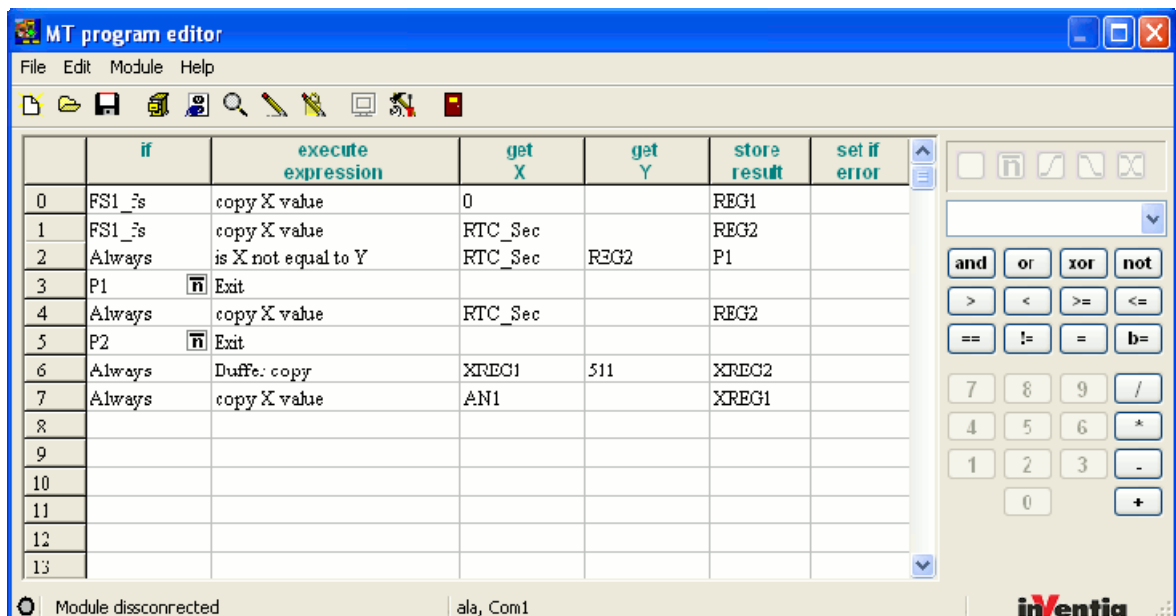 MT program editor
File Edit Module Help
if execute expression get X get Y store result set if error
0 FS1_fs copy X value 0 REG1
1 FS1_fs copy X value RTC_Sec REG2
2 Always is X not equal to Y RTC_Sec REG2 P1
3 P1 n Exit
4 Always copy X value RTC_Sec REG2
5 P2 n Exit
6 Always Buffer copy XREG1 511 XREG2
7 Always copy X value AN1 XREG1
8
9
10
11
12
13
n
and or xor not
> < >= <=
== != = b=
7 8 9 /
4 5 6 *
1 2 3 -
0 +
Module dissconrected ala, Com1 inVentia